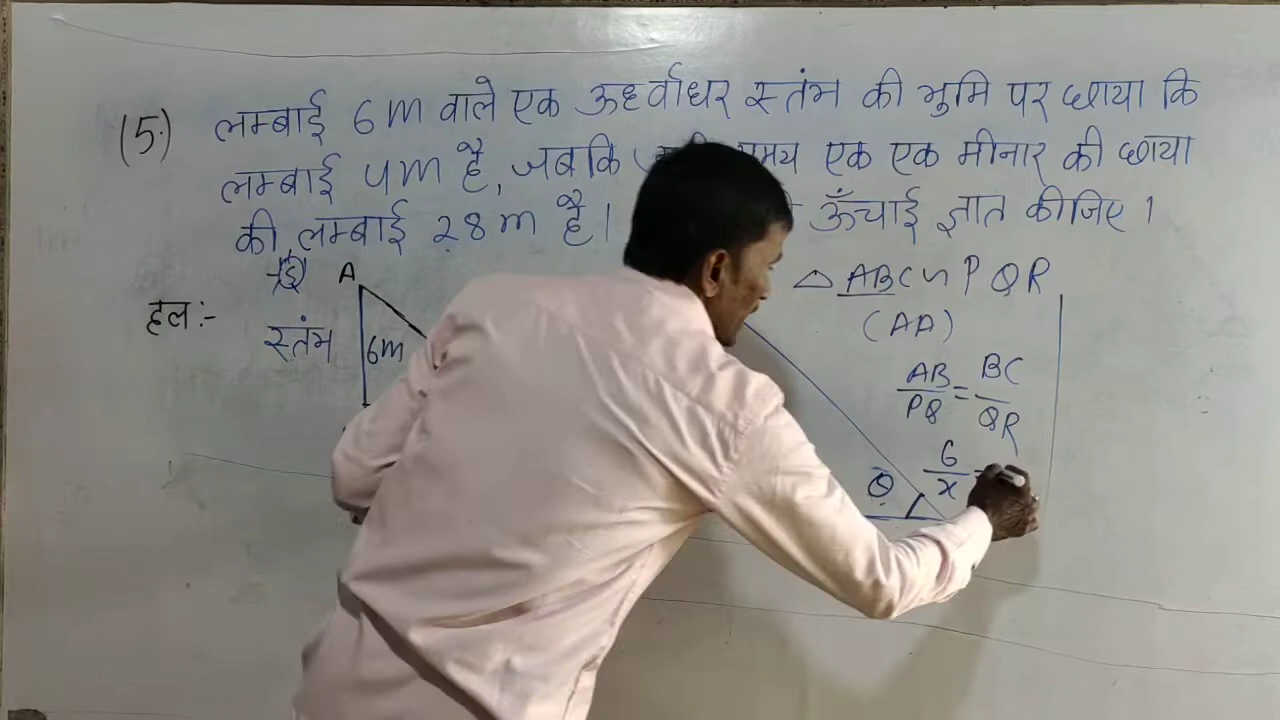 (5.) लम्बाई 6m वाले एक ऊर्ध्वाधर स्तंभ की भुमि पर छाया कि
लम्बाई 4m है, जबकि एक एक मीनार की छाया
की लम्बाई 28m है। ऊँचाई ज्ञात कीजिए।
हल:-
A
स्तंभ
6m
△ ABC ∽ P Q R
(AA)
AB/PQ = BC/QR
6/x =
θ